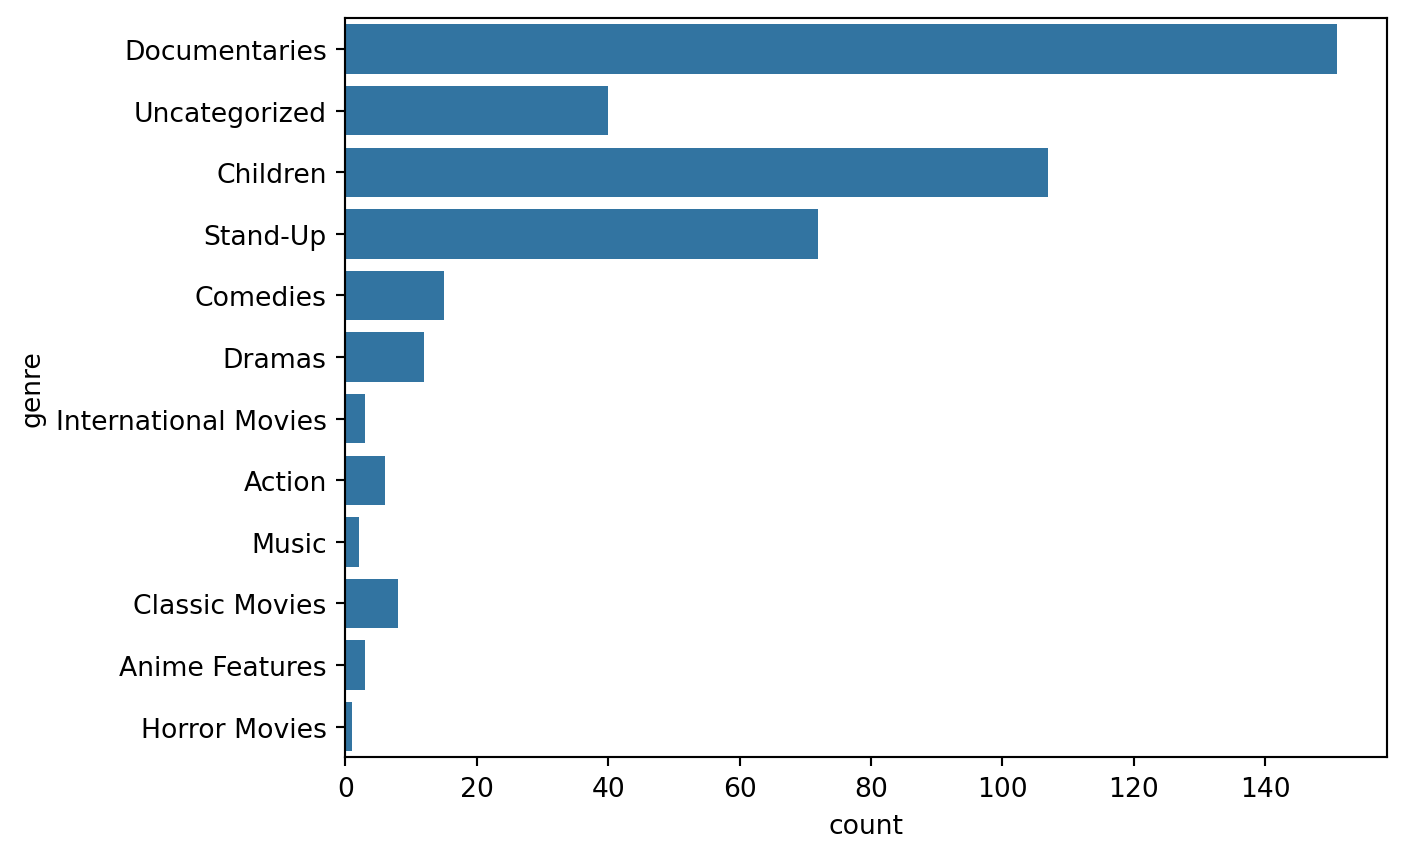 Documentaries
Uncategorized
Children
Stand-Up
Comedies
Dramas
genre
International Movies
Action
Music
Classic Movies
Anime Features
Horror Movies
0 20 40 60 80 100 120 140
count